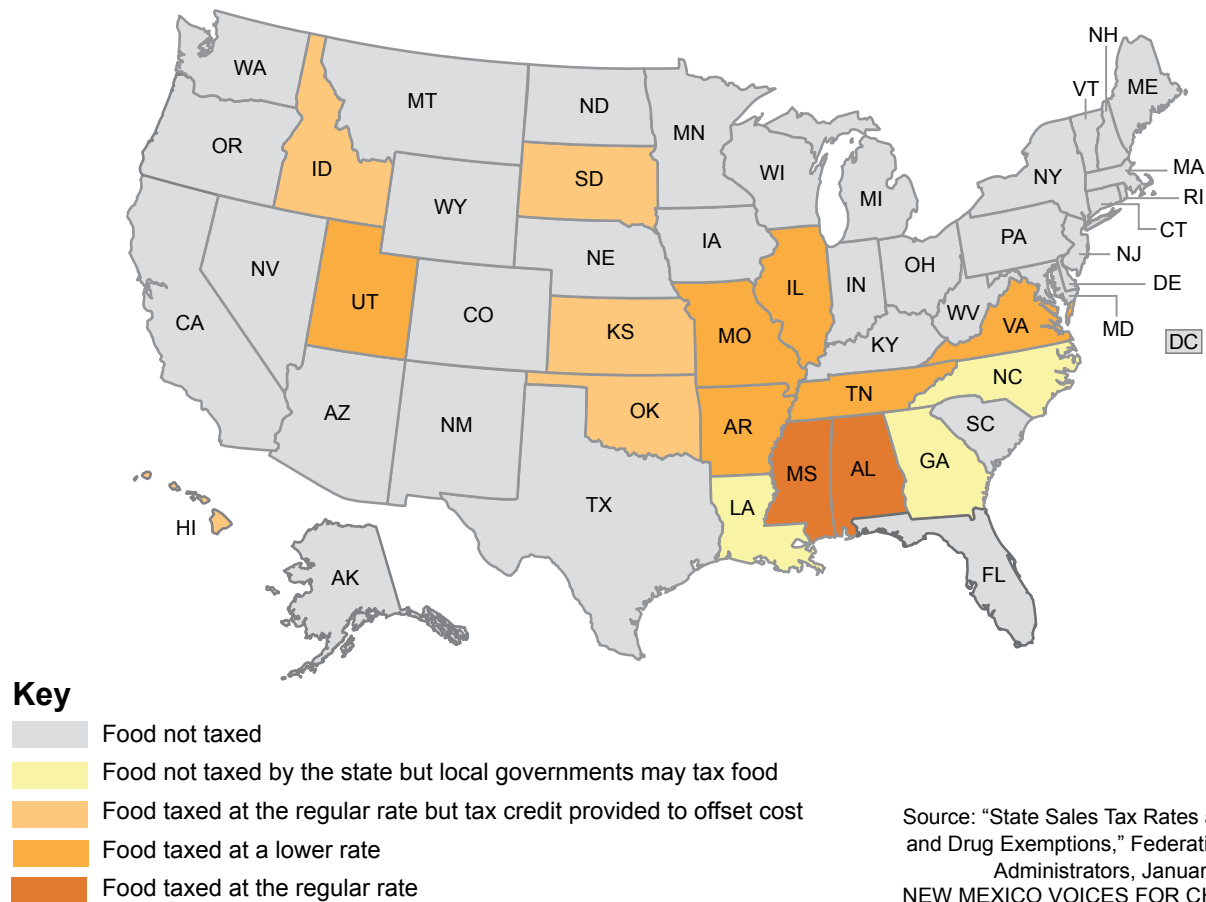 NH
WA
VT
ME
MT
ND
MN
OR
ID
SD
WI
NY
MA
MI
RI
WY
CT
IA
PA
NE
NJ
NV
OH
IN
IL
DE
UT
WV
CO
CA
VA
MD
KS
MO
DC
KY
NC
TN
AZ
OK
NM
AR
SC
MS
AL
GA
TX
LA
HI
AK
FL
Key
Food not taxed
Food not taxed by the state but local governments may tax food
Food taxed at the regular rate but tax credit provided to offset cost
Food taxed at a lower rate
Food taxed at the regular rate
Source: “State Sales Tax Rates
and Drug Exemptions,”
Administrators,
NEW MEXICO VOICES FOR